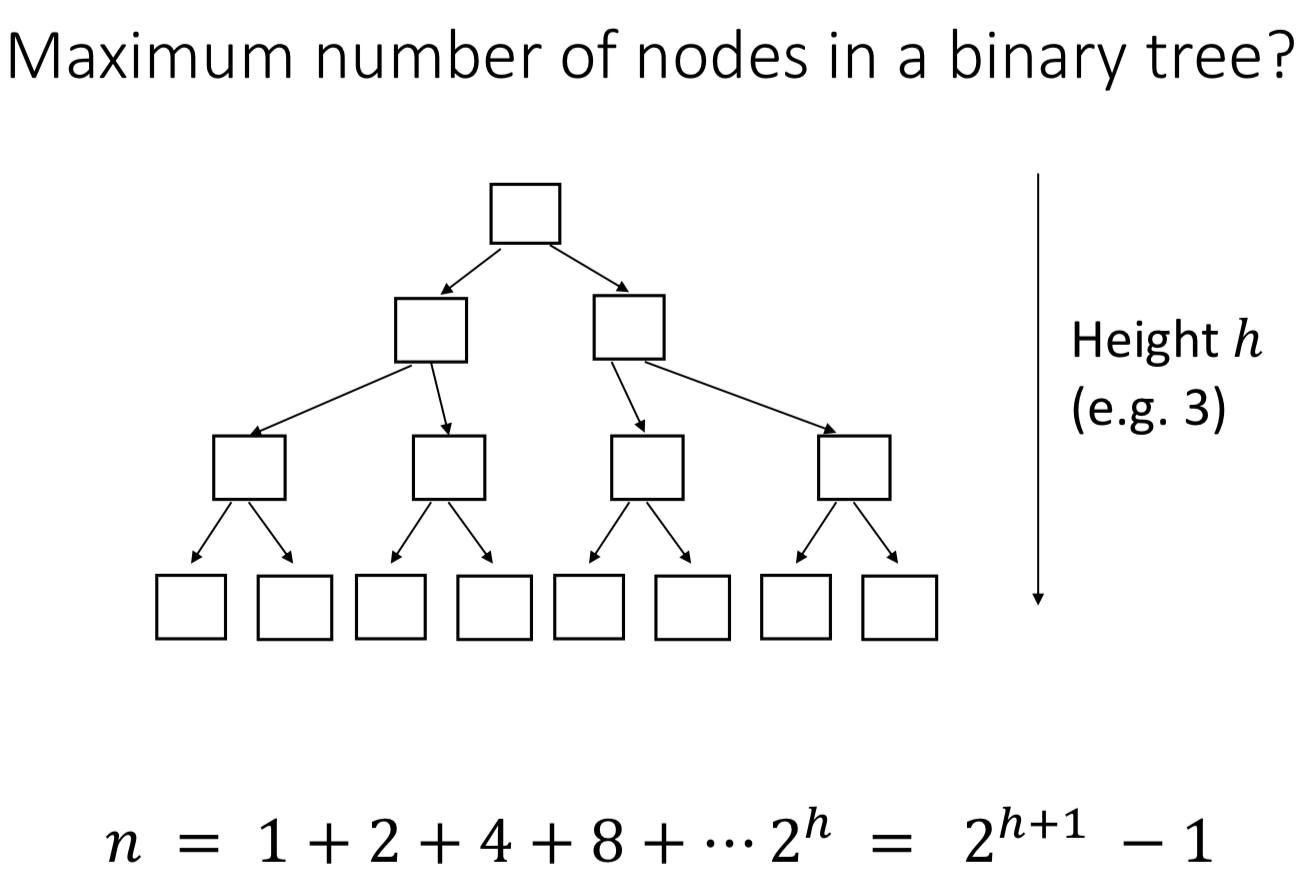 Maximum number of nodes in a binary tree?
Height h
(e.g. 3)
n = 1 + 2 + 4 + 8 + ⋯ 2^h = 2^{h+1} − 1